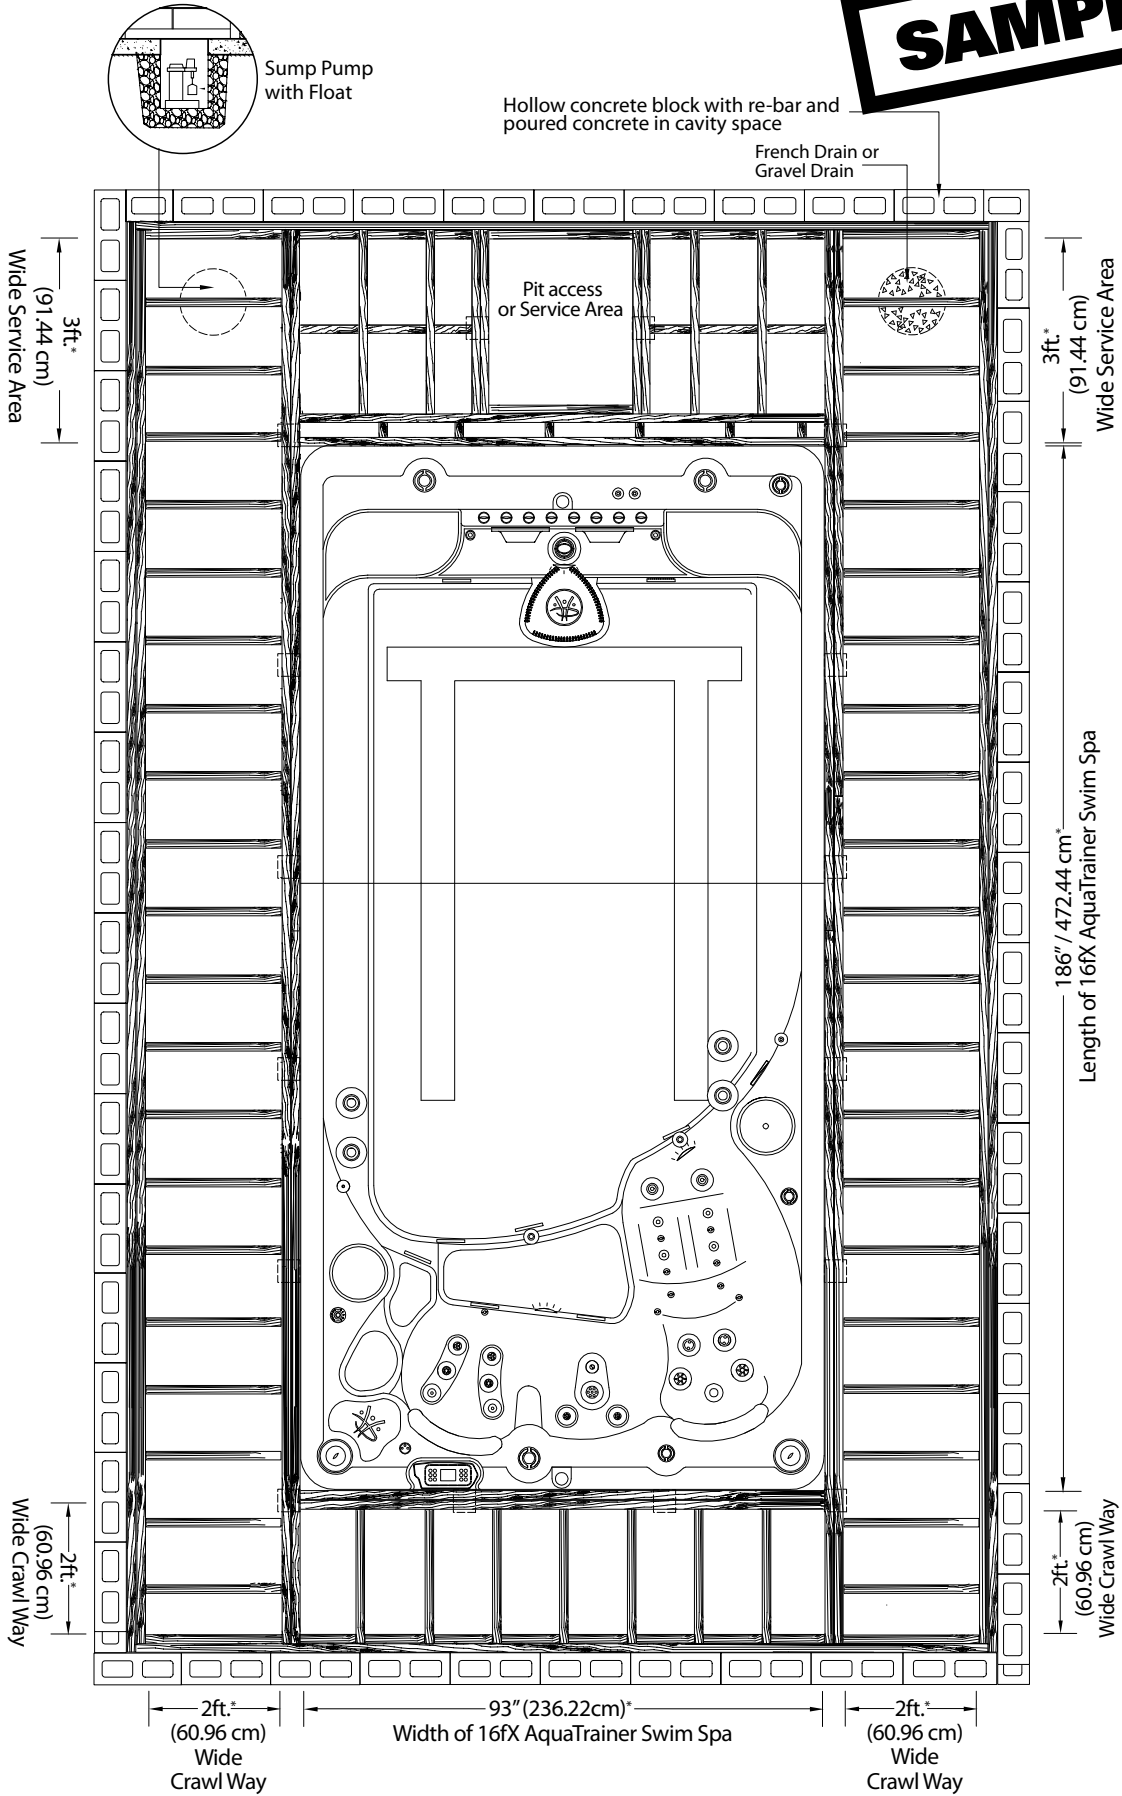 Sump Pump
with Float
Hollow concrete block with re-bar and
poured concrete in cavity space
French Drain or
Gravel Drain
3ft.*
(91.44 cm)
Wide Service Area
Pit access
or Service Area
3ft.*
(91.44 cm)
Wide Service Area
186" / 472.44 cm*
Length of 16fX AquaTrainer Swim Spa
2ft.*
(60.96 cm)
Wide Crawl Way
2ft.*
(60.96 cm)
Wide Crawl Way
2ft.*
(60.96 cm)
Wide
Crawl Way
93" (236.22cm)*
Width of 16fX AquaTrainer Swim Spa
2ft.*
(60.96 cm)
Wide
Crawl Way